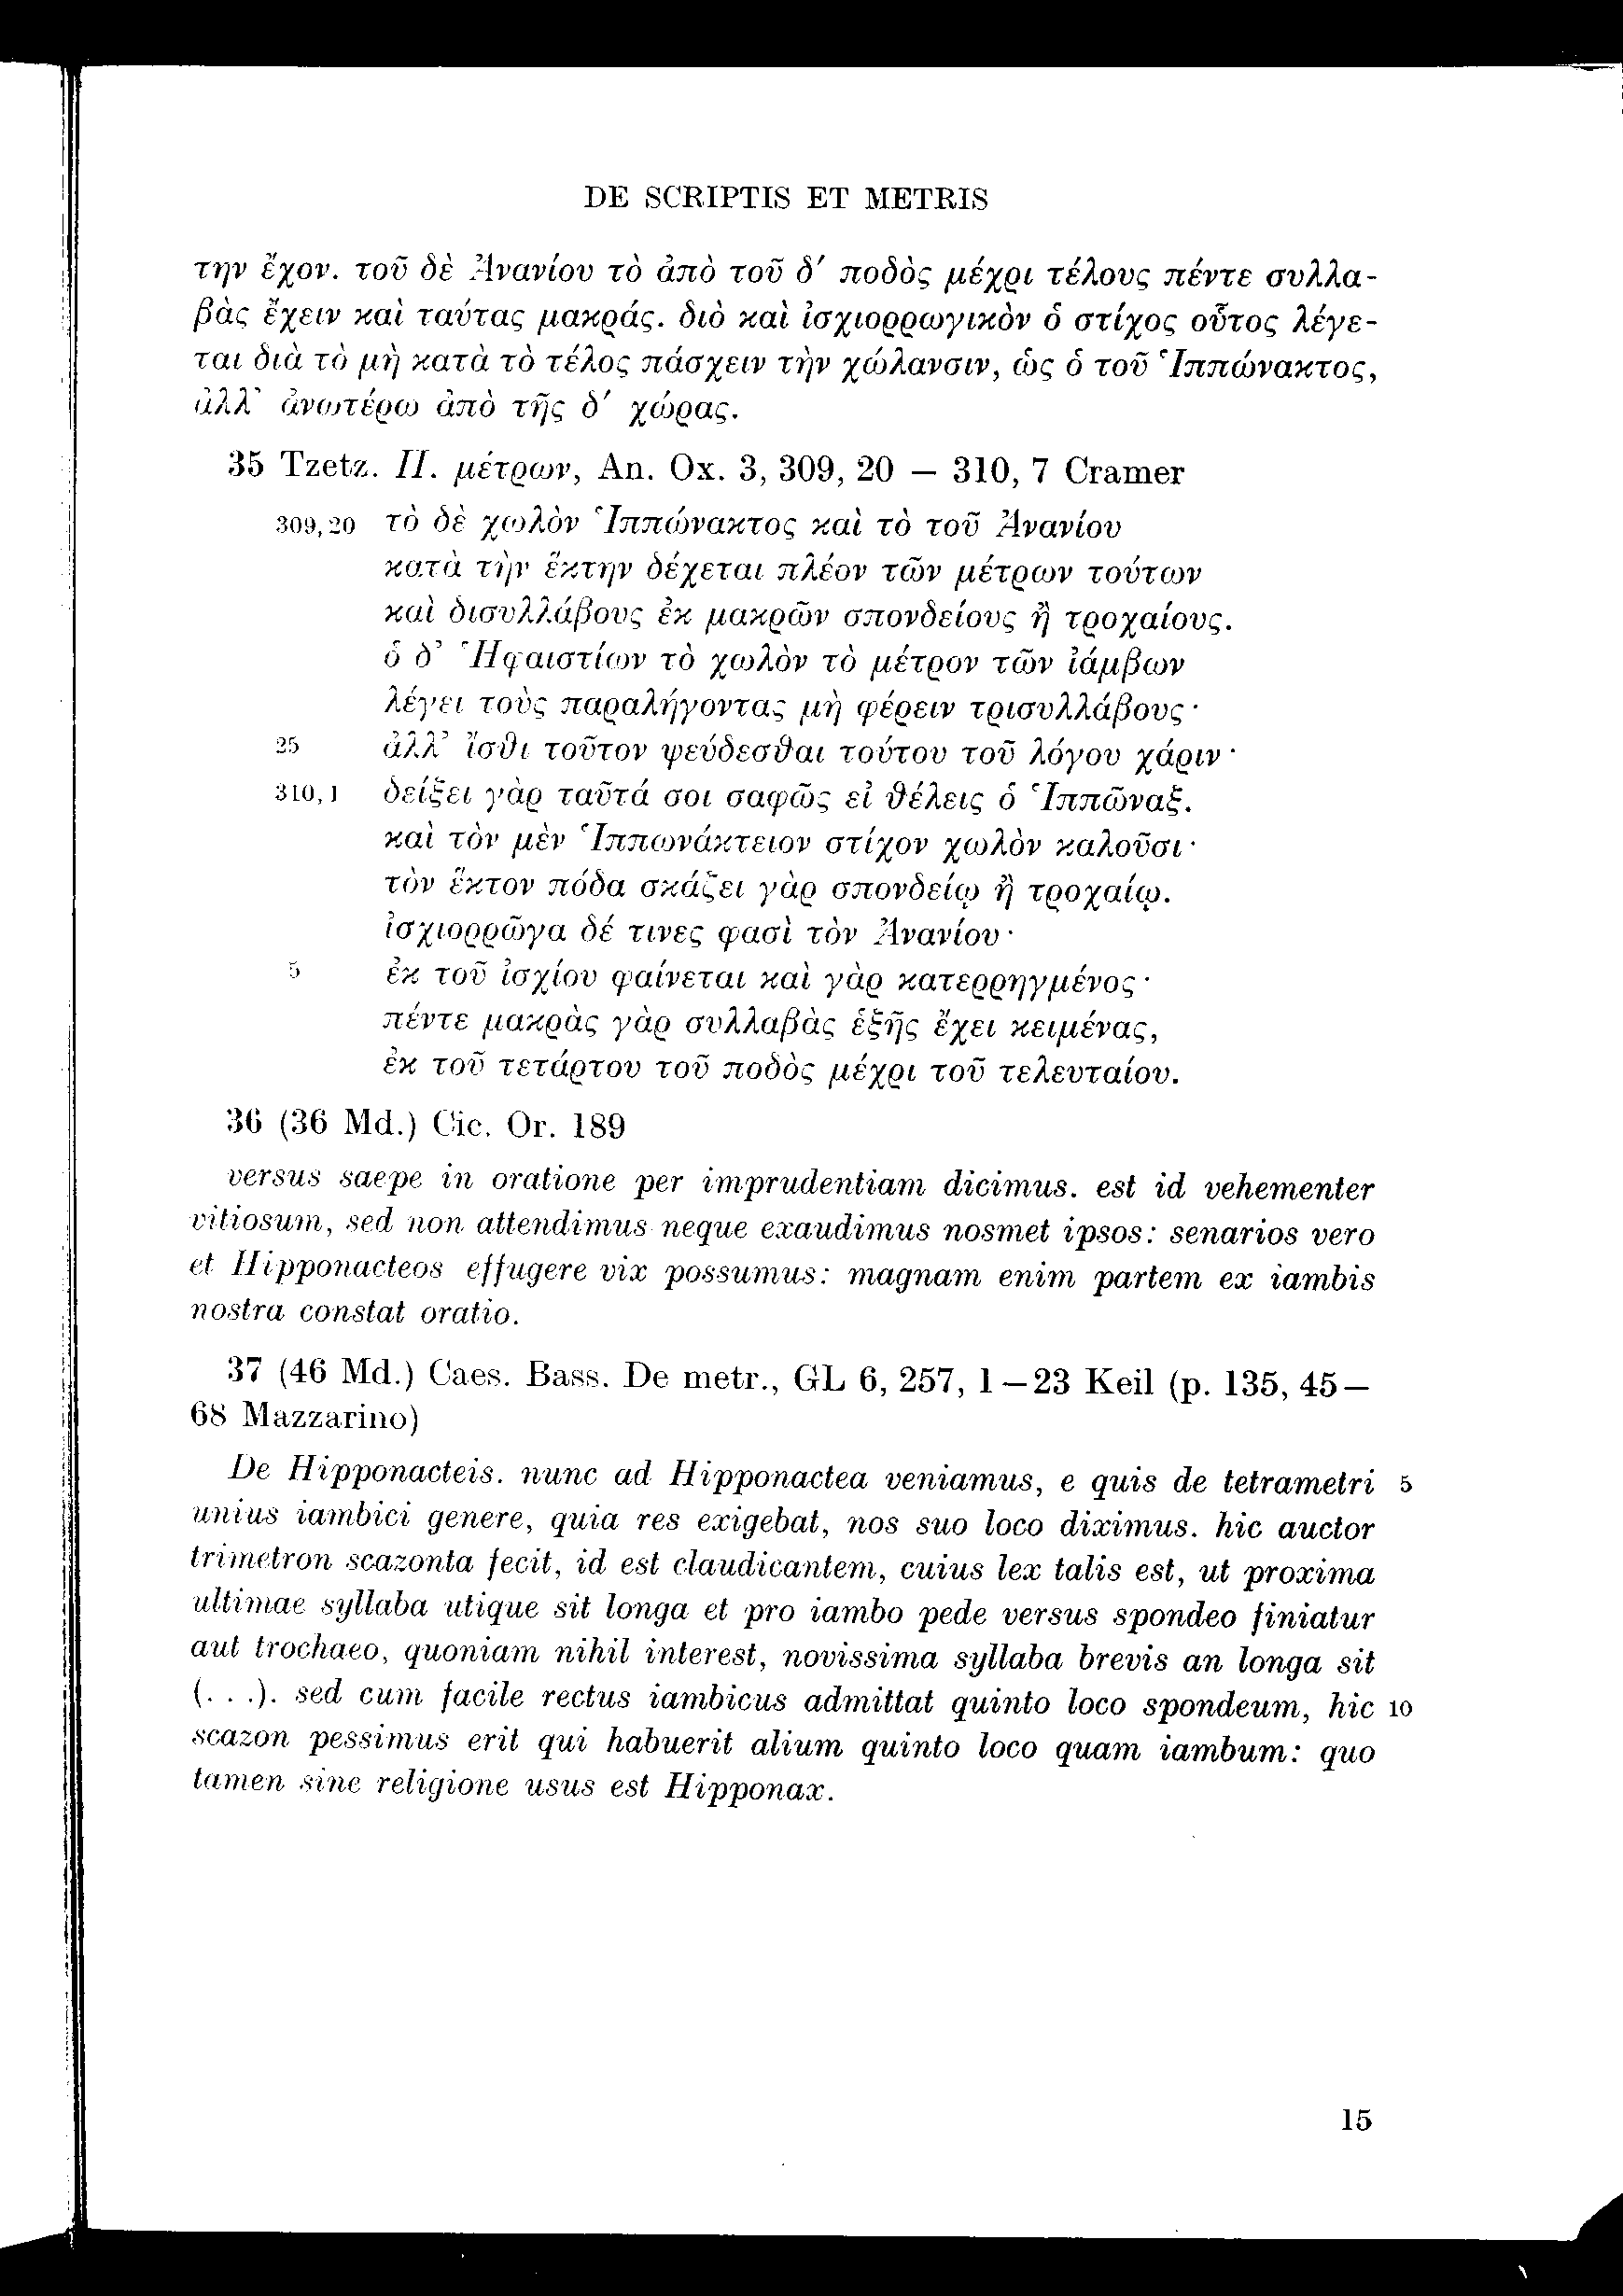 DE SCRIPTIS ET METRIS
την ἔχον. τοῦ δὲ Ἀνανίου τὸ ἀπὸ τοῦ δ′ ποδὸς μέχρι τέλους πέντε συλλα-
βὰς ἔχειν καὶ ταύτας μακράς. διὸ καὶ ἰσχιορρωγικὸν ὁ στίχος οὗτος λέγε-
ται διὰ τὸ μὴ κατὰ τὸ τέλος πάσχειν τὴν χώλανσιν, ὡς ὁ τοῦ Ἱππώνακτος,
ἀλλ’ ἀνωτέρω ἀπὸ τῆς δ′ χώρας.
35 Tzetz. Π. μέτρων, An. Ox. 3, 309, 20 – 310, 7 Cramer
309,20 τὸ δὲ χωλὸν Ἱππώνακτος καὶ τὸ τοῦ Ἀνανίου
κατὰ τὴν ἕκτην δέχεται πλέον τῶν μέτρων τούτων
καὶ δισυλλάβους ἐκ μακρῶν σπονδείους ἢ τροχαίους.
ὁ δ’ Ἡφαιστίων τὸ χωλὸν τὸ μέτρον τῶν ἰάμβων
λέγει τοὺς παραλήγοντας μὴ φέρειν τρισυλλάβους·
25 ἀλλ’ ἴσθι τοῦτον ψεύδεσθαι τούτου τοῦ λόγου χάριν·
310,1 δείξει γὰρ ταῦτά σοι σαφῶς εἰ θέλεις ὁ Ἱππῶναξ.
καὶ τὸν μὲν Ἱππωνάκτειον στίχον χωλὸν καλοῦσι·
τὸν ἕκτον πόδα σκάζει γὰρ σπονδείῳ ἢ τροχαίῳ.
ἰσχιορρῶγα δέ τινες φασὶ τὸν Ἀνανίου·
5 ἐκ τοῦ ἰσχίου φαίνεται καὶ γὰρ κατερρηγμένος·
πέντε μακρὰς γὰρ συλλαβὰς ἑξῆς ἔχει κειμένας,
ἐκ τοῦ τετάρτου τοῦ ποδὸς μέχρι τοῦ τελευταίου.
36 (36 Md.) Cic. Or. 189
versus saepe in oratione per imprudentiam dicimus. est id vehementer
vitiosum, sed non attendimus neque exaudimus nosmet ipsos: senarios vero
et Hipponacteos effugere vix possumus: magnam enim partem ex iambis
nostra constat oratio.
37 (46 Md.) Caes. Bass. De metr., GL 6, 257, 1–23 Keil (p. 135, 45–
68 Mazzarino)
De Hipponacteis. nunc ad Hipponactea veniamus, e quis de tetrametri 5
unius iambici genere, quia res exigebat, nos suo loco diximus. hic auctor
trimetron scazonta fecit, id est claudicantem, cuius lex talis est, ut proxima
ultimae syllaba utique sit longa et pro iambo pede versus spondeo finiatur
aut trochaeo, quoniam nihil interest, novissima syllaba brevis an longa sit
(. . .). sed cum facile rectus iambicus admittat quinto loco spondeum, hic 10
scazon pessimus erit qui habuerit alium quinto loco quam iambum: quo
tamen sine religione usus est Hipponax.
15